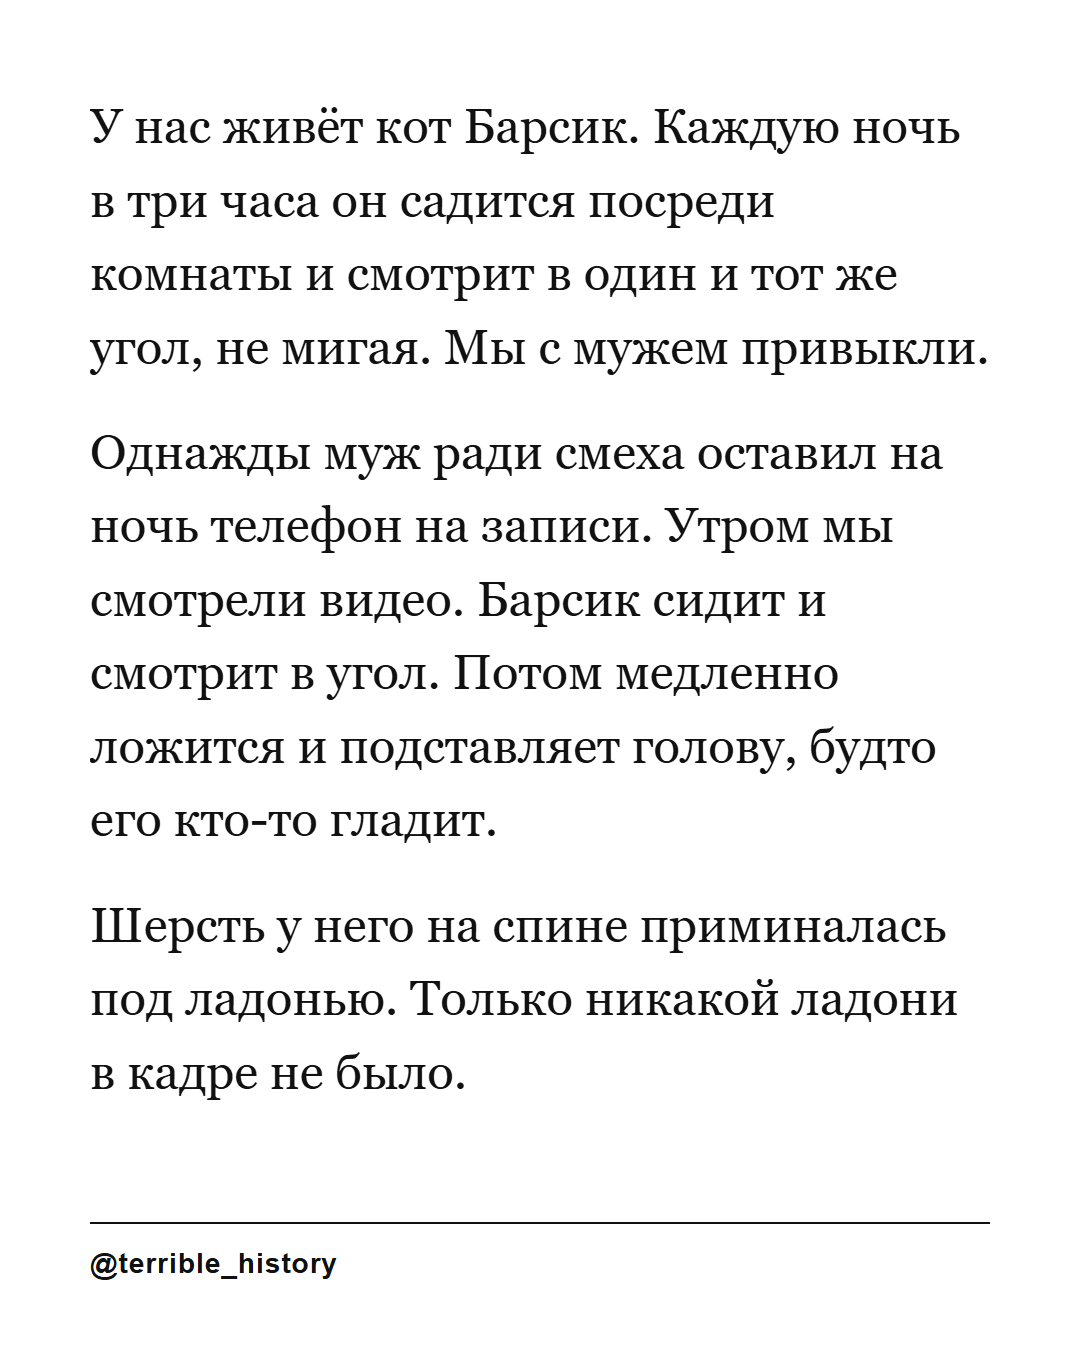 У нас живёт кот Барсик. Каждую ночь
в три часа он садится посреди
комнаты и смотрит в один и тот же
угол, не мигая. Мы с мужем привыкли.
Однажды муж ради смеха оставил на
ночь телефон на записи. Утром мы
смотрели видео. Барсик сидит и
смотрит в угол. Потом медленно
ложится и подставляет голову, будто
его кто-то гладит.
Шерсть у него на спине приминалась
под ладонью. Только никакой ладони
в кадре не было.
@terrible_history